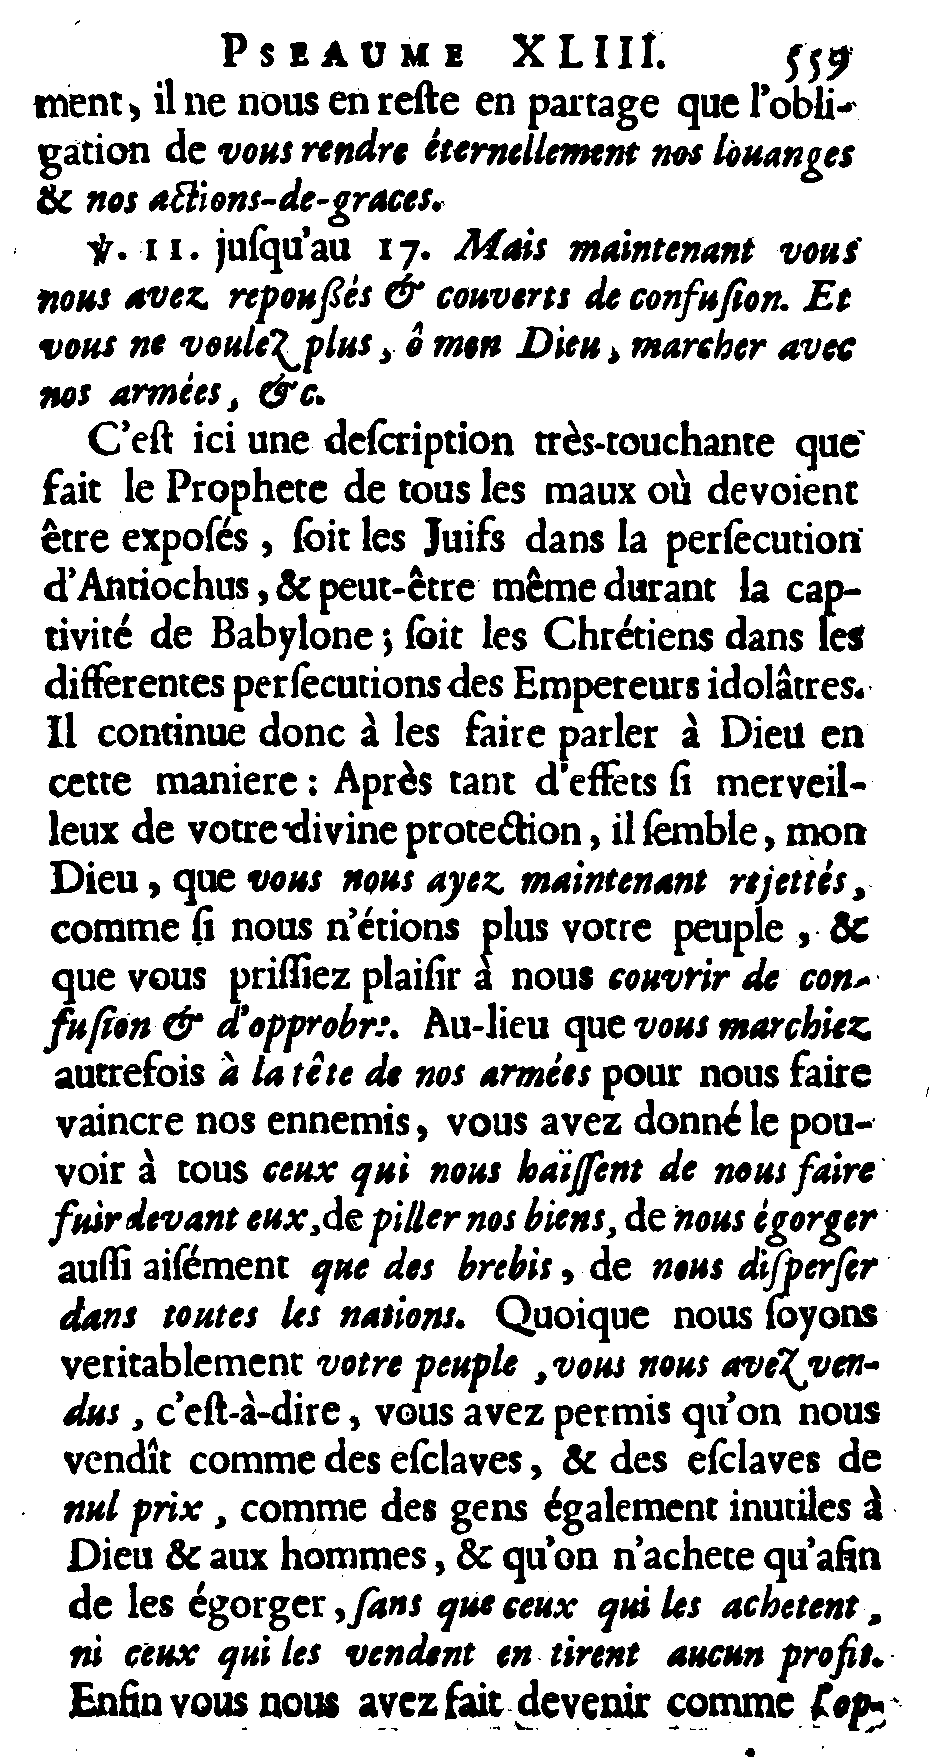 PSEAUME XLIII. 559
ment, il ne nous en reſte en partage que l'obli-
gation de vous rendre éternellement nos louanges
& nos actions-de-graces.
℣. 11. juſqu'au 17. Mais maintenant vous
nous avez repouſſés & couverts de confuſion. Et
vous ne voulez plus, ô mon Dieu, marcher avec
nos armées, &c.
C'eſt ici une deſcription très-touchante que
fait le Prophete de tous les maux où devoient
être expoſés, ſoit les Juifs dans la perſecution
d'Antiochus, & peut-être même durant la cap-
tivité de Babylone; ſoit les Chrétiens dans les
differentes perſecutions des Empereurs idolâtres.
Il continue donc à les faire parler à Dieu en
cette maniere: Après tant d'effets ſi merveil-
leux de votre divine protection, il ſemble, mon
Dieu, que vous nous ayez maintenant rejettés,
comme ſi nous n'étions plus votre peuple, &
que vous priſſiez plaiſir à nous couvrir de con-
fuſion & d'opprobre. Au-lieu que vous marchiez
autrefois à la tête de nos armées pour nous faire
vaincre nos ennemis, vous avez donné le pou-
voir à tous ceux qui nous haïſſent de nous faire
fuir devant eux, de piller nos biens, de nous égorger
auſſi aiſément que des brebis, de nous diſperſer
dans toutes les nations. Quoique nous ſoyons
veritablement votre peuple, vous nous avez ven-
dus, c'eſt-à-dire, vous avez permis qu'on nous
vendît comme des eſclaves, & des eſclaves de
nul prix, comme des gens également inutiles à
Dieu & aux hommes, & qu'on n'achete qu'afin
de les égorger, ſans que ceux qui les achetent,
ni ceux qui les vendent en tirent aucun profit.
Enfin vous nous avez fait devenir comme l'op-